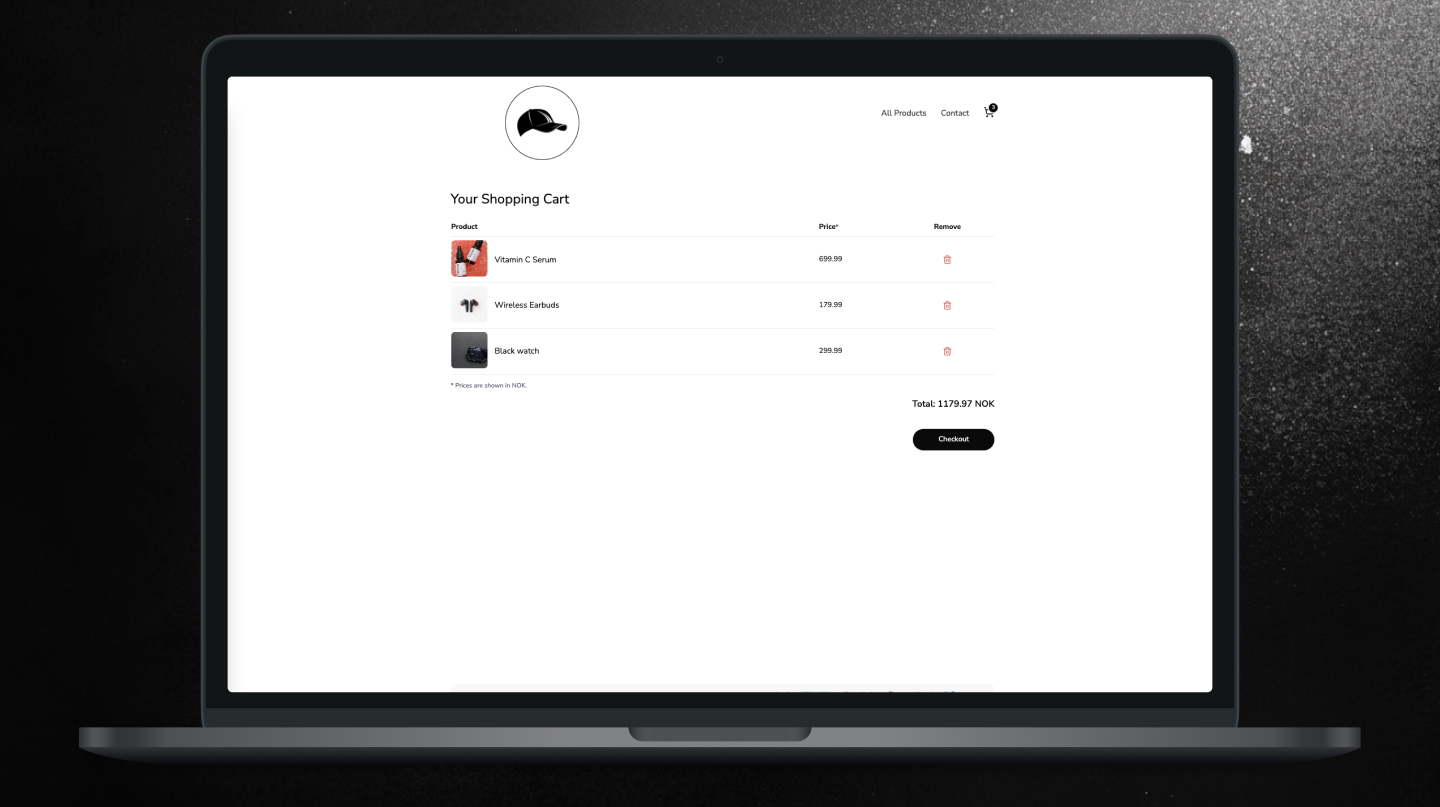 All Products Contact 3
Your Shopping Cart
Product Price* Remove
Vitamin C Serum 699.99
Wireless Earbuds 179.99
Black watch 299.99
* Prices are shown in NOK.
Total: 1179.97 NOK
Checkout